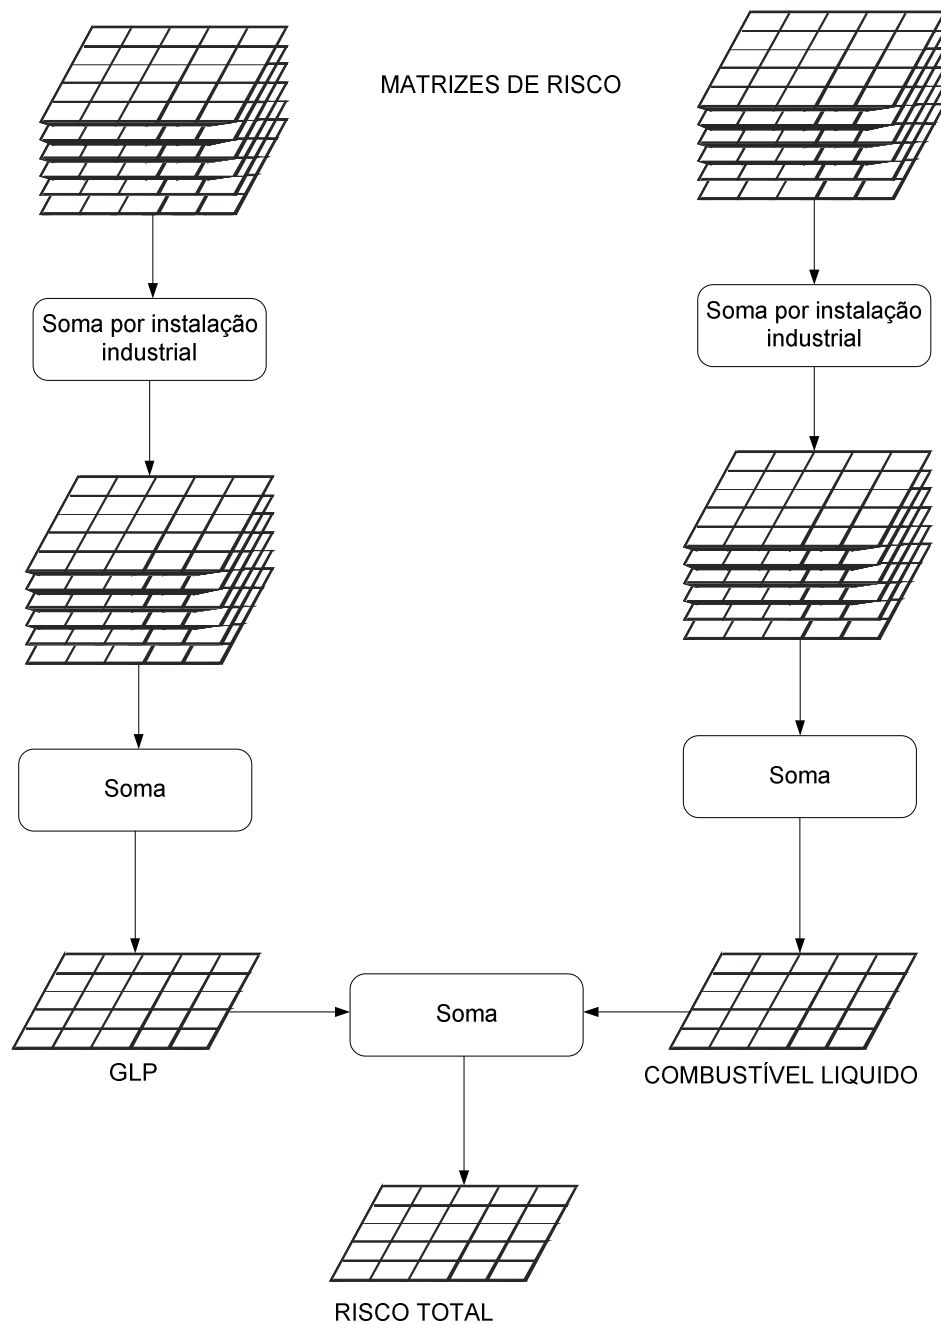 MATRIZES DE RISCO
Soma por instalação
industrial
Soma por instalação
industrial
Soma
Soma
Soma
GLP
COMBUSTÍVEL LIQUIDO
RISCO TOTAL